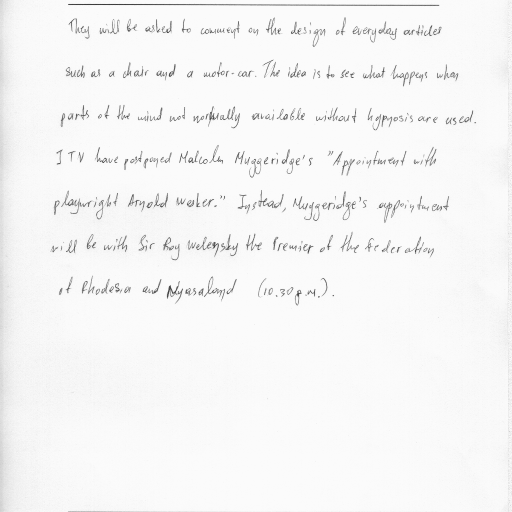 They will be asked to comment on the design of everyday articles
such as a chair and a motor-car. The idea is to see what happens when
parts of the mind not normally available without hypnosis are used.
ITV have postponed Malcolm Muggeridge's "Appointment with
playwright Arnold Wesker." Instead, Muggeridge's appointment
will be with Sir Roy Welensky the Premier of the Federation
of Rhodesia and Nyasaland (10.30 p.m.).